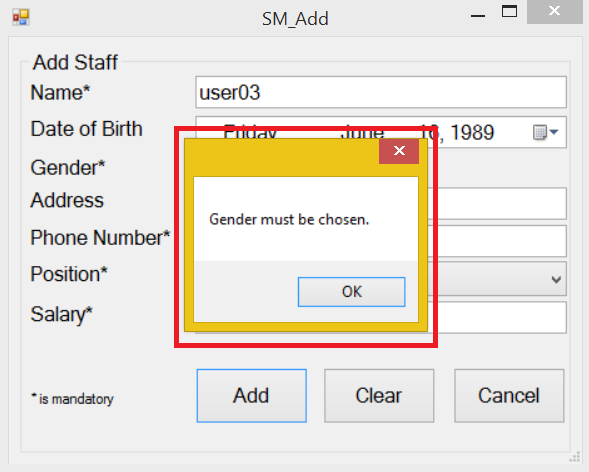 SM_Add
Add Staff
Name* user03
Date of Birth Friday , June 16, 1989
Gender*
Address
Gender must be chosen.
Phone Number*
Position*
OK
Salary*
* is mandatory
Add Clear Cancel